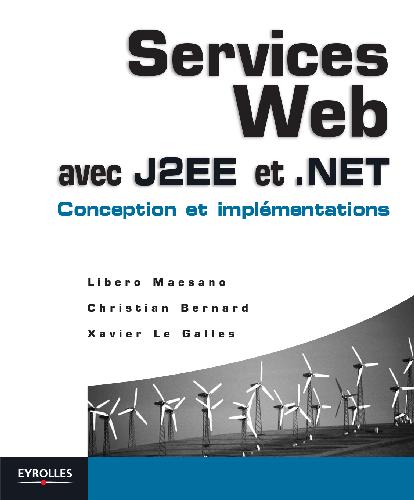 Services
Web
avec J2EE et .NET
Conception et implémentations
Libero Maesano
Christian Bernard
Xavier Le Galles
EYROLLES